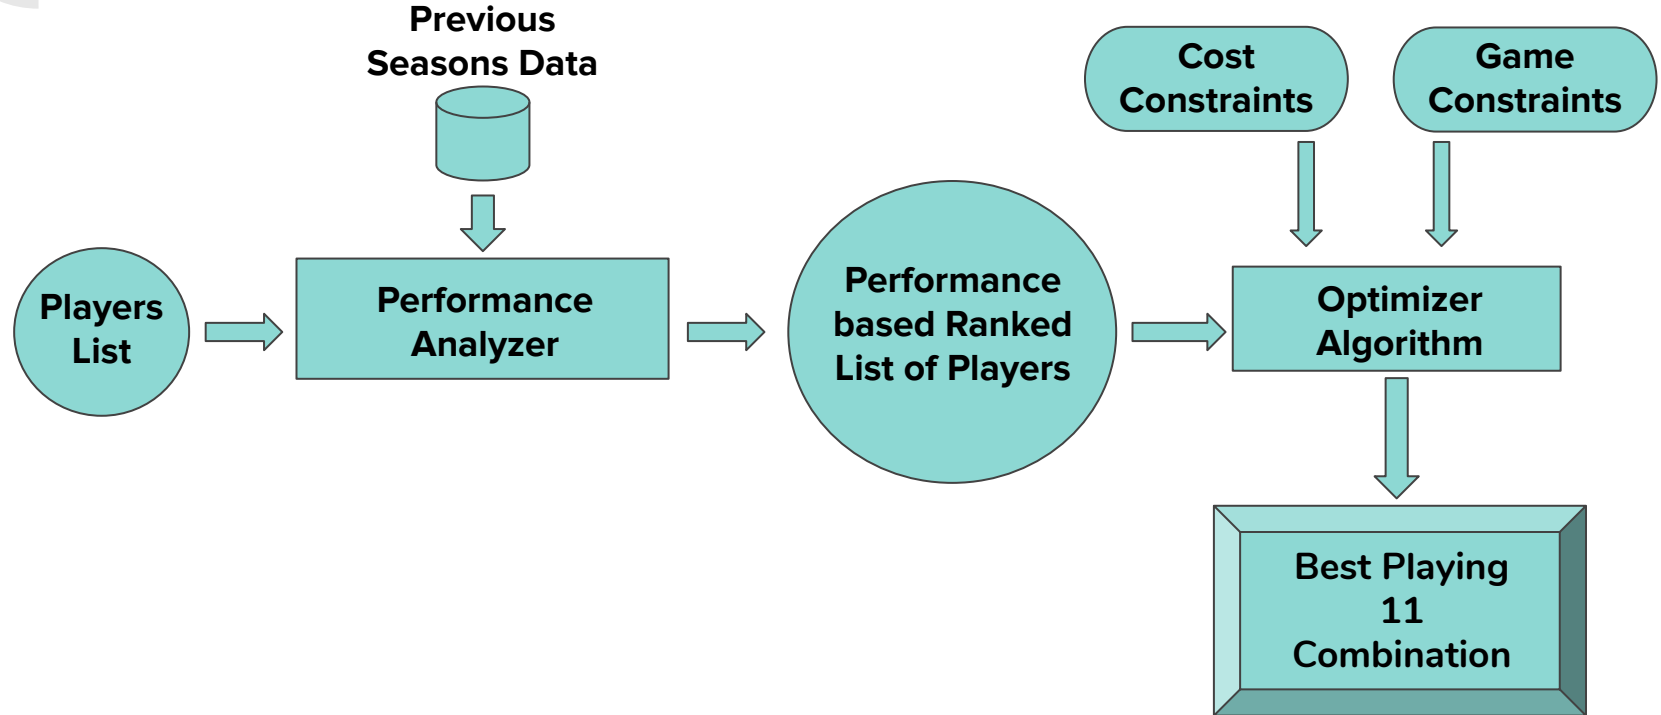 Previous
Seasons Data
Cost
Constraints
Game
Constraints
Players
List
Performance
Analyzer
Performance
based Ranked
List of Players
Optimizer
Algorithm
Best Playing
11
Combination